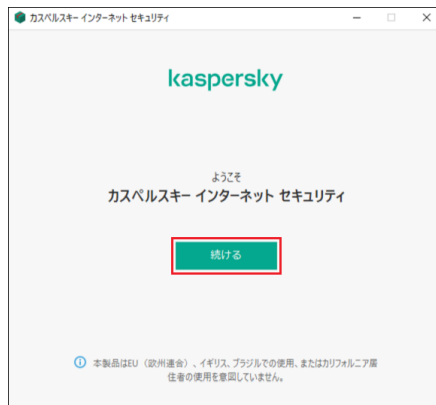 カスペルスキー インターネット セキュリティ
kaspersky
ようこそ
カスペルスキー インターネット セキュリティ
続ける
本製品はEU（欧州連合）、イギリス、ブラジルでの使用、またはカリフォルニア居
住者の使用を意図していません。